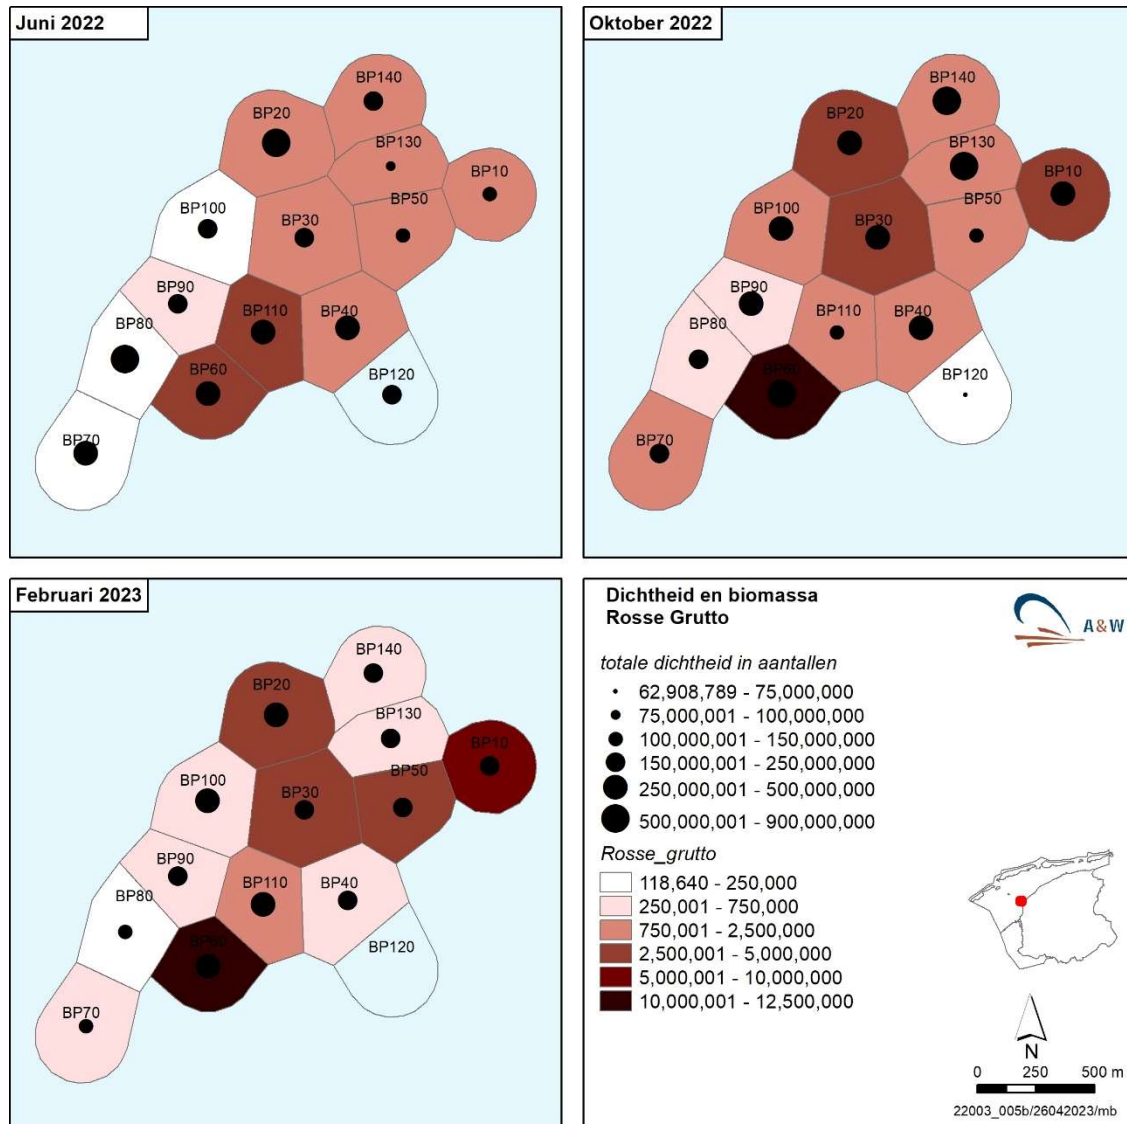 Juni 2022
BP140
BP20
BP130
BP10
BP100
BP30
BP50
BP90
BP110
BP80
BP40
BP60
BP120
BP70
Oktober 2022
BP140
BP20
BP130
BP10
BP100
BP30
BP50
BP90
BP110
BP80
BP40
BP60
BP120
BP70
Februari 2023
BP140
BP20
BP130
BP10
BP100
BP30
BP50
BP90
BP110
BP80
BP40
BP60
BP120
BP70
Dichtheid en biomassa
Rosse Grutto
A&W
totale dichtheid in aantallen
62,908,789 - 75,000,000
75,000,001 - 100,000,000
100,000,001 - 150,000,000
150,000,001 - 250,000,000
250,000,001 - 500,000,000
500,000,001 - 900,000,000
Rosse_grutto
118,640 - 250,000
250,001 - 750,000
750,001 - 2,500,000
2,500,001 - 5,000,000
5,000,001 - 10,000,000
10,000,001 - 12,500,000
N
0 250 500 m
22003_005b/26042023/mb